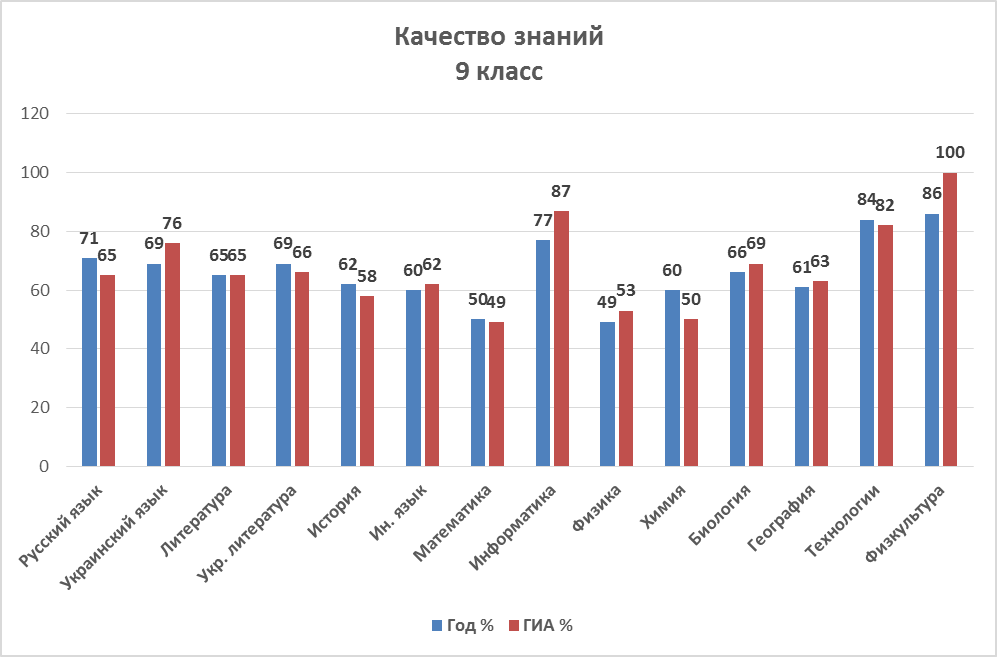 Качество знаний
9 класс
120
100
80
60
40
20
0
71 65 69 76 65 65 69 66 62 58 60 62 50 49 77 87 49 53 60 50 66 69 61 63 84 82 86 100
Русский язык
Украинский язык
Литература
Укр. литература
История
Ин. язык
Математика
Информатика
Физика
Химия
Биология
География
Технологии
Физкультура
Год % ГИА %